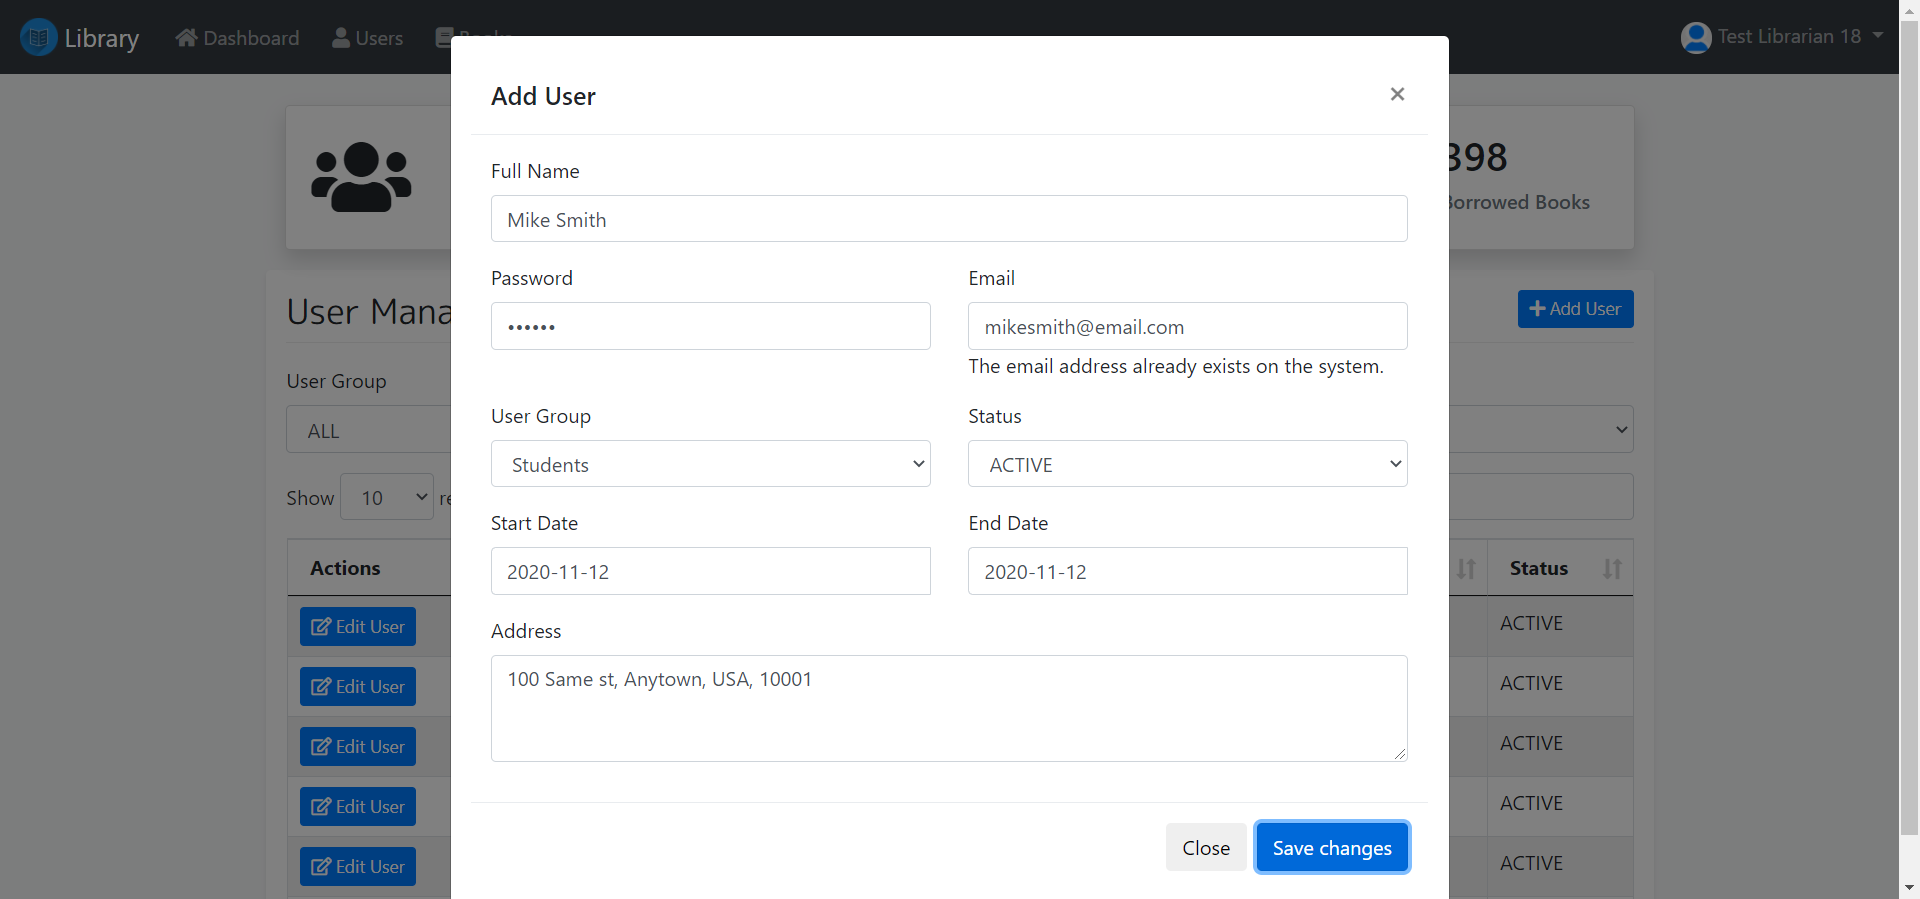 Library Dashboard Users Books Test Librarian 18
Add User
×
Full Name
Mike Smith
398
Borrowed Books
Password Email
•••••• mikesmith@email.com
The email address already exists on the system.
User Mana
+ Add User
User Group
ALL
User Group Status
Students ACTIVE
Show 10 re
Start Date End Date
2020-11-12 2020-11-12
Actions Status
Address
100 Same st, Anytown, USA, 10001
Edit User ACTIVE
Edit User ACTIVE
Edit User ACTIVE
Edit User ACTIVE
Edit User ACTIVE
Close Save changes